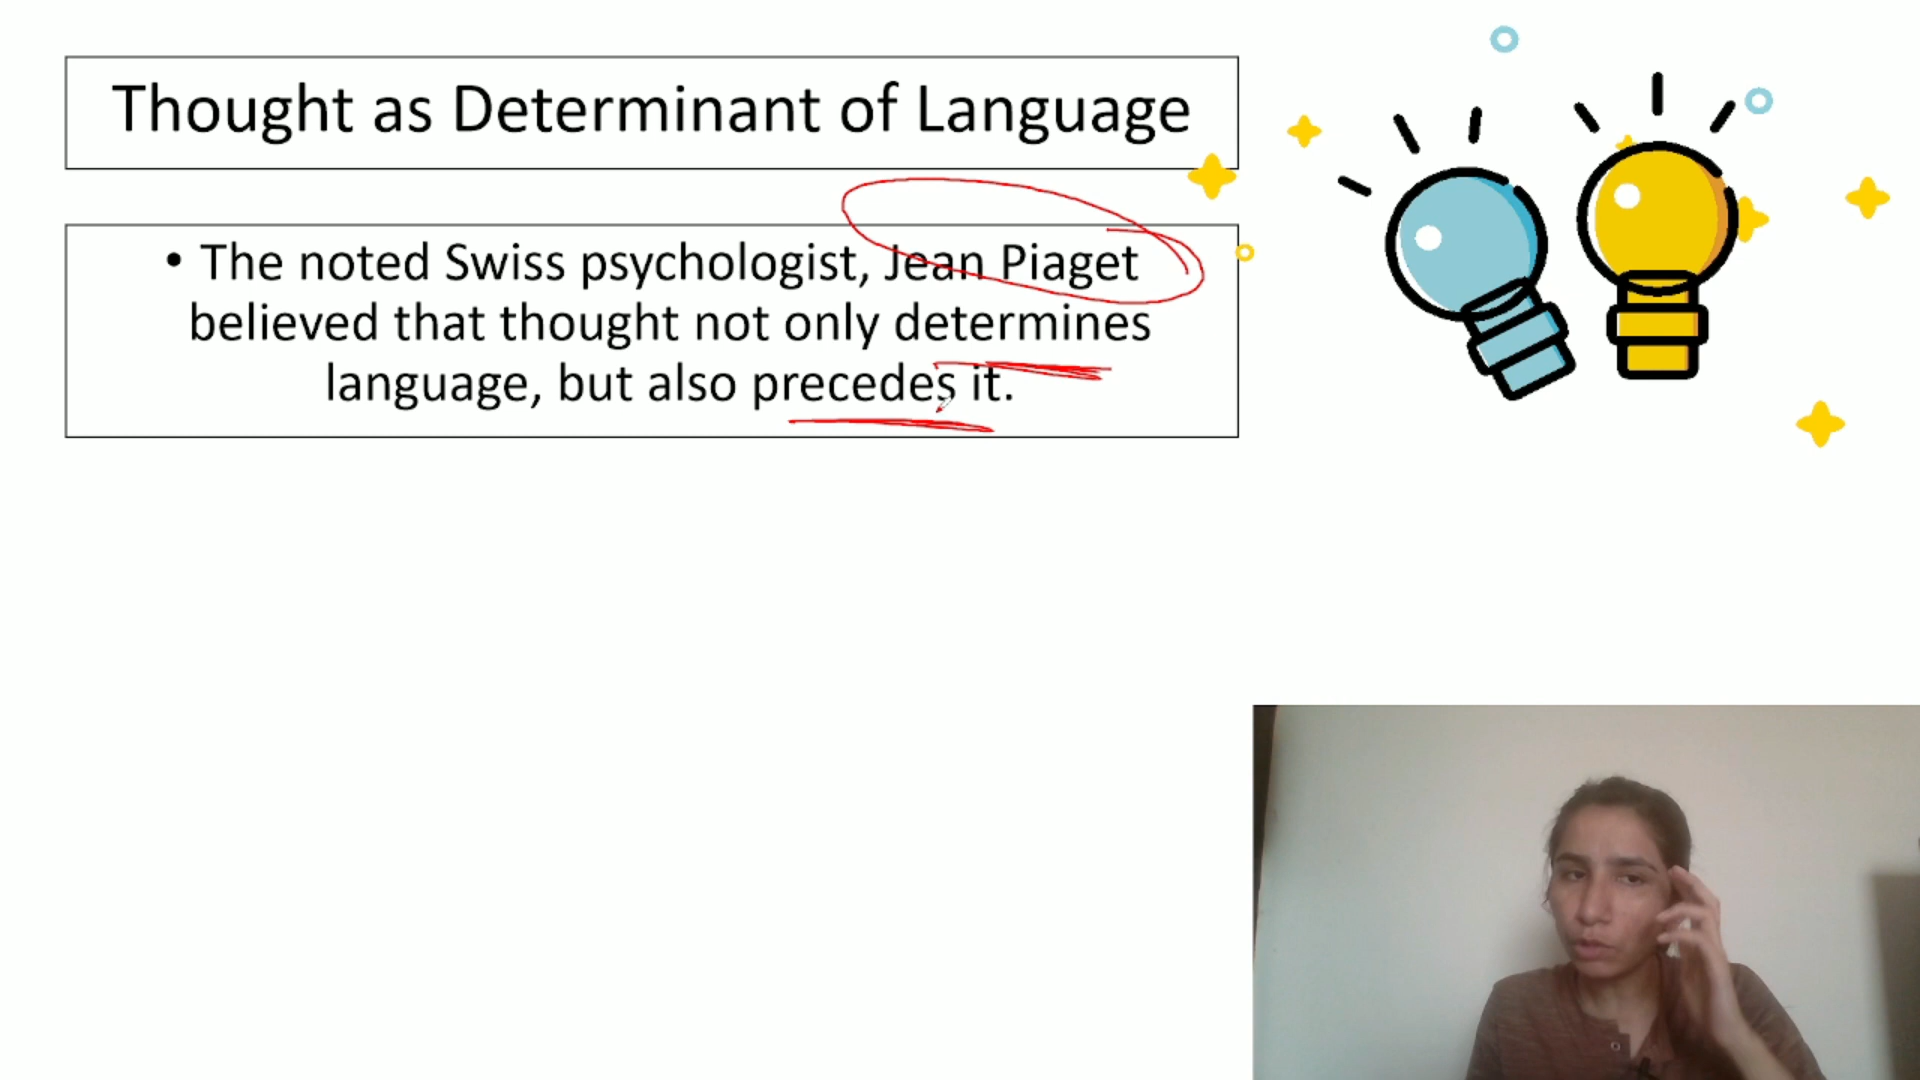 Thought as Determinant of Language
• The noted Swiss psychologist, Jean Piaget
believed that thought not only determines
language, but also precedes it.